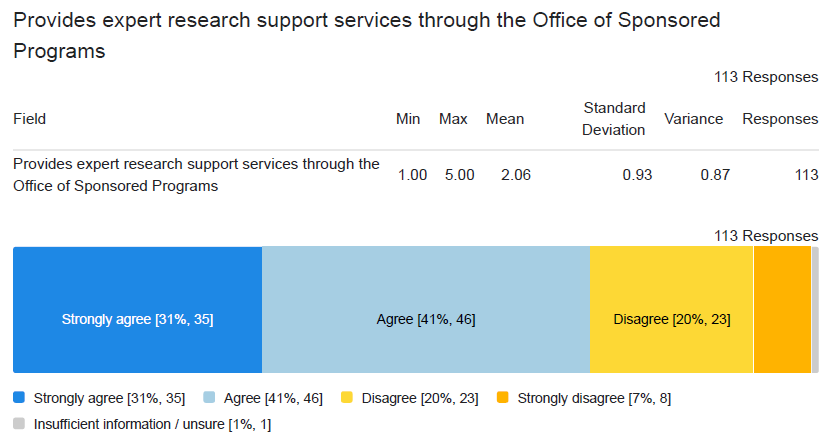 Provides expert research support services through the Office of Sponsored
Programs
113 Responses
Field Min Max Mean Standard Deviation Variance Responses
Provides expert research support services through the
Office of Sponsored Programs 1.00 5.00 2.06 0.93 0.87 113
113 Responses
Strongly agree [31%, 35] Agree [41%, 46] Disagree [20%, 23]
Strongly agree [31%, 35] Agree [41%, 46] Disagree [20%, 23] Strongly disagree [7%, 8]
Insufficient information / unsure [1%, 1]